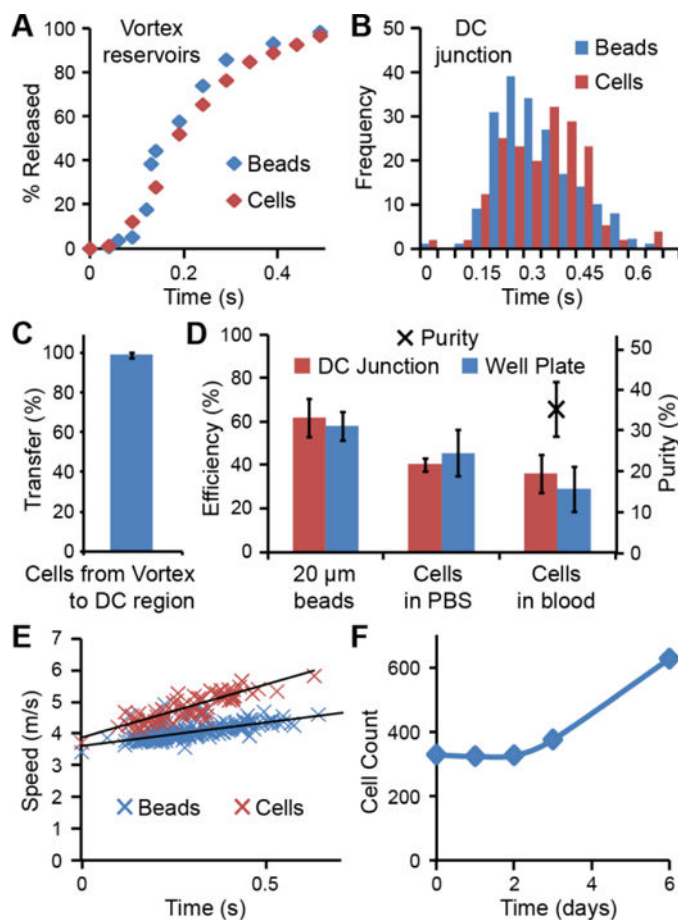 A
Vortex
reservoirs
% Released
100
80
60
40
20
0
Beads
Cells
0 0.2 0.4
Time (s)
B
DC
junction
Frequency
50
40
30
20
10
0
Beads
Cells
0 0.15 0.3 0.45 0.6
Time (s)
C
Transfer (%)
100
80
60
40
20
0
Cells from Vortex
to DC region
D
Efficiency (%)
100
80
60
40
60
0
Purity
DC Junction Well Plate
Purity (%)
50
40
30
20
10
0
20 µm
beads
Cells
in PBS
Cells
in blood
E
Speed (m/s)
7
6
5
4
3
2
1
0
Beads Cells
0 0.5
Time (s)
F
Cell Count
600
400
200
0
0 2 4 6
Time (days)